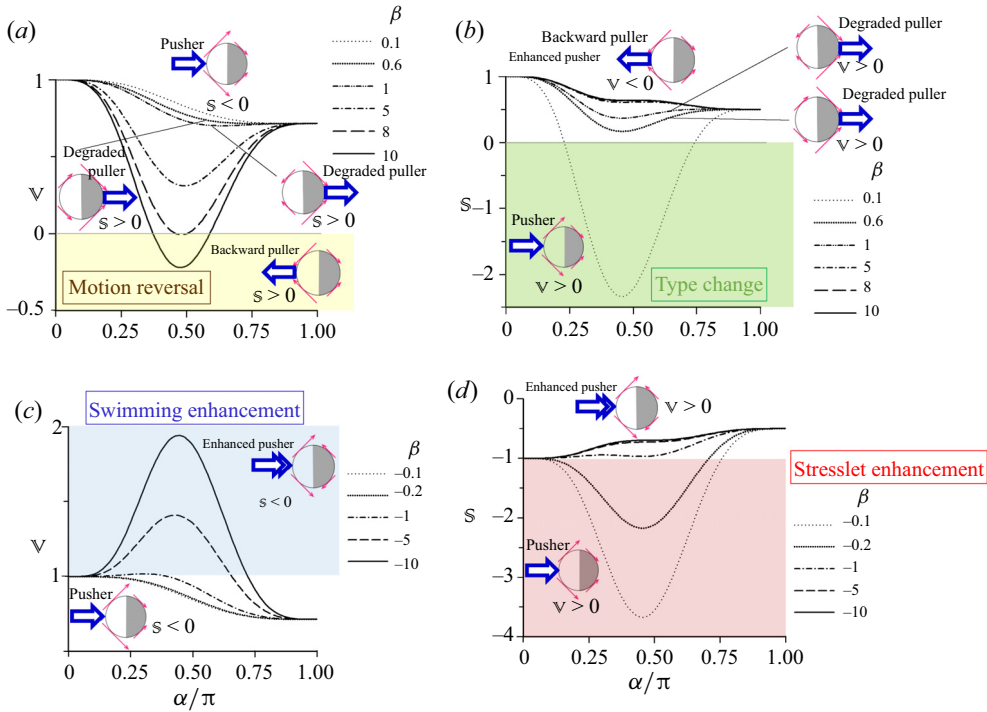 (a)
Pusher
𝕤 < 0
β
0.1
0.6
1
5
8
10
1
𝕍
0
−0.5
Degraded
puller
𝕤 > 0
Degraded puller
𝕤 > 0
Backward puller
𝕤 > 0
Motion reversal
0 0.25 0.50 0.75 1.00
(b)
Backward puller
Enhanced pusher
𝕧 < 0
Degraded puller
𝕧 > 0
Degraded puller
𝕧 > 0
β
0.1
0.6
1
5
8
10
1
0
𝕊
−1
−2
Pusher
𝕧 > 0
Type change
0 0.25 0.50 0.75 1.00
(c)
Swimming enhancement
Enhanced pusher
𝕤 < 0
β
−0.1
−0.2
−1
−5
−10
2
𝕍
1
Pusher
𝕤 < 0
0 0.25 0.50 0.75 1.00
α/π
(d)
Enhanced pusher
𝕧 > 0
Stresslet enhancement
β
−0.1
−0.2
−1
−5
−10
0
−1
𝕊
−2
−3
−4
Pusher
𝕧 > 0
0 0.25 0.50 0.75 1.00
α/π